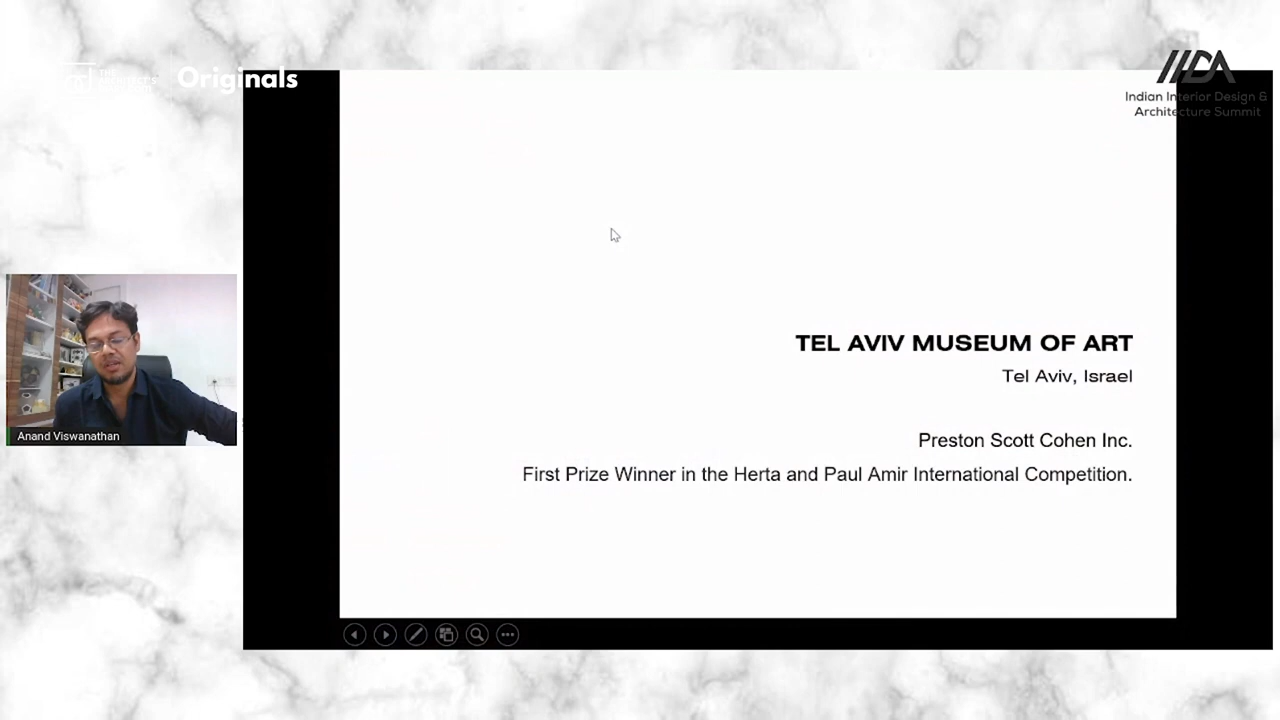 THE
Originals
IIDA
Indian Interior Design &
Architecture Summit
TEL AVIV MUSEUM OF ART
Tel Aviv, Israel
Preston Scott Cohen Inc.
First Prize Winner in the Herta and Paul Amir International Competition.
Anand Viswanathan